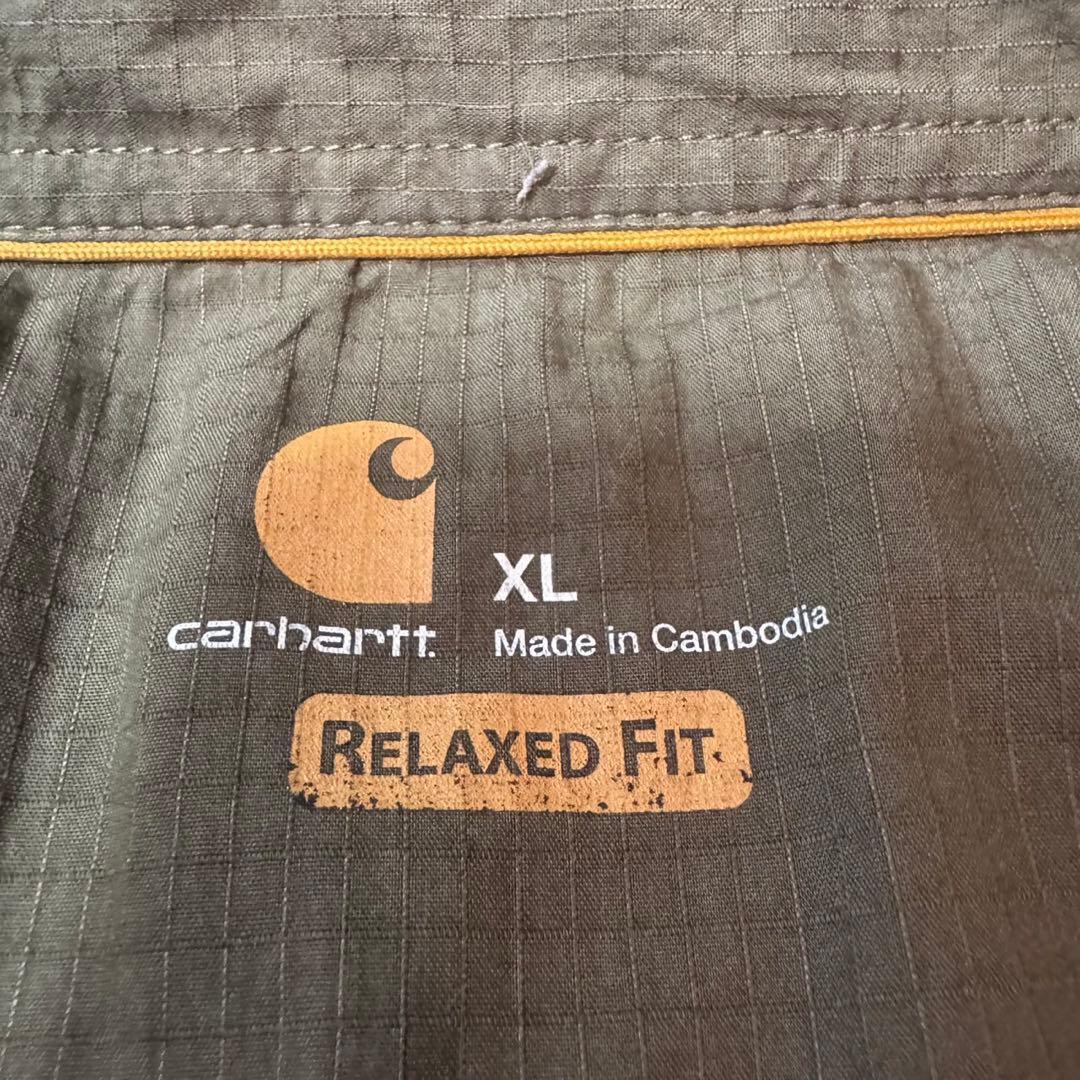 XL
carhartt.
Made in Cambodia
RELAXED FIT